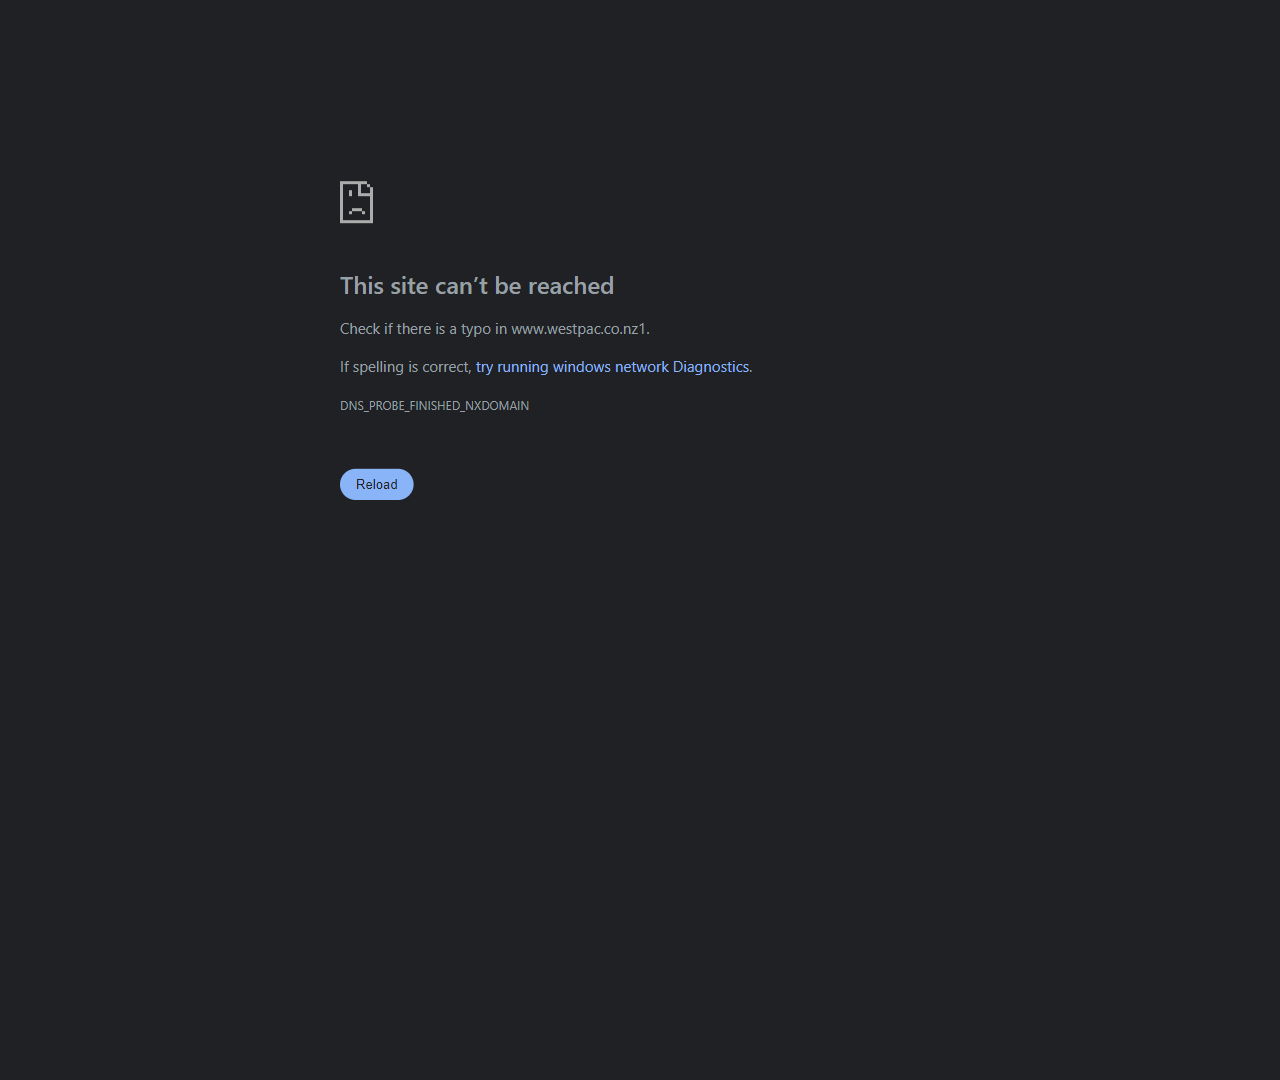 This site can’t be reached
Check if there is a typo in www.westpac.co.nz1.
If spelling is correct, try running windows network Diagnostics.
DNS_PROBE_FINISHED_NXDOMAIN
Reload